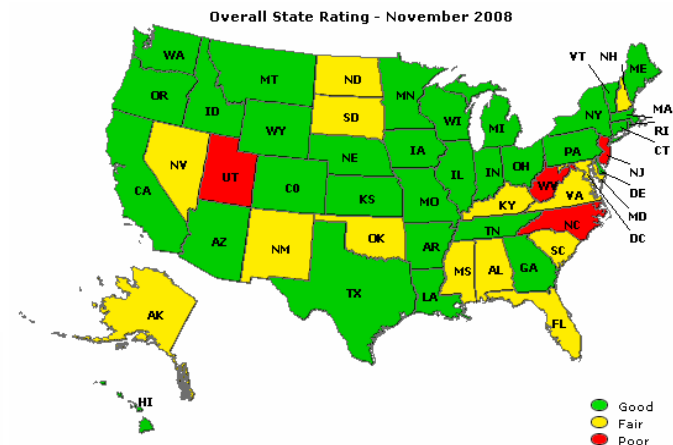 Overall State Rating - November 2008
WA
MT
ND
MN
VT
NH
ME
OR
ID
SD
WI
MI
NY
MA
RI
CT
WY
IA
NE
PA
NJ
NV
UT
CO
IL
IN
OH
DE
CA
KS
MO
WV
VA
MD
KY
DC
AZ
NM
OK
AR
TN
NC
SC
MS
AL
GA
TX
LA
AK
FL
HI
Good
Fair
Poor